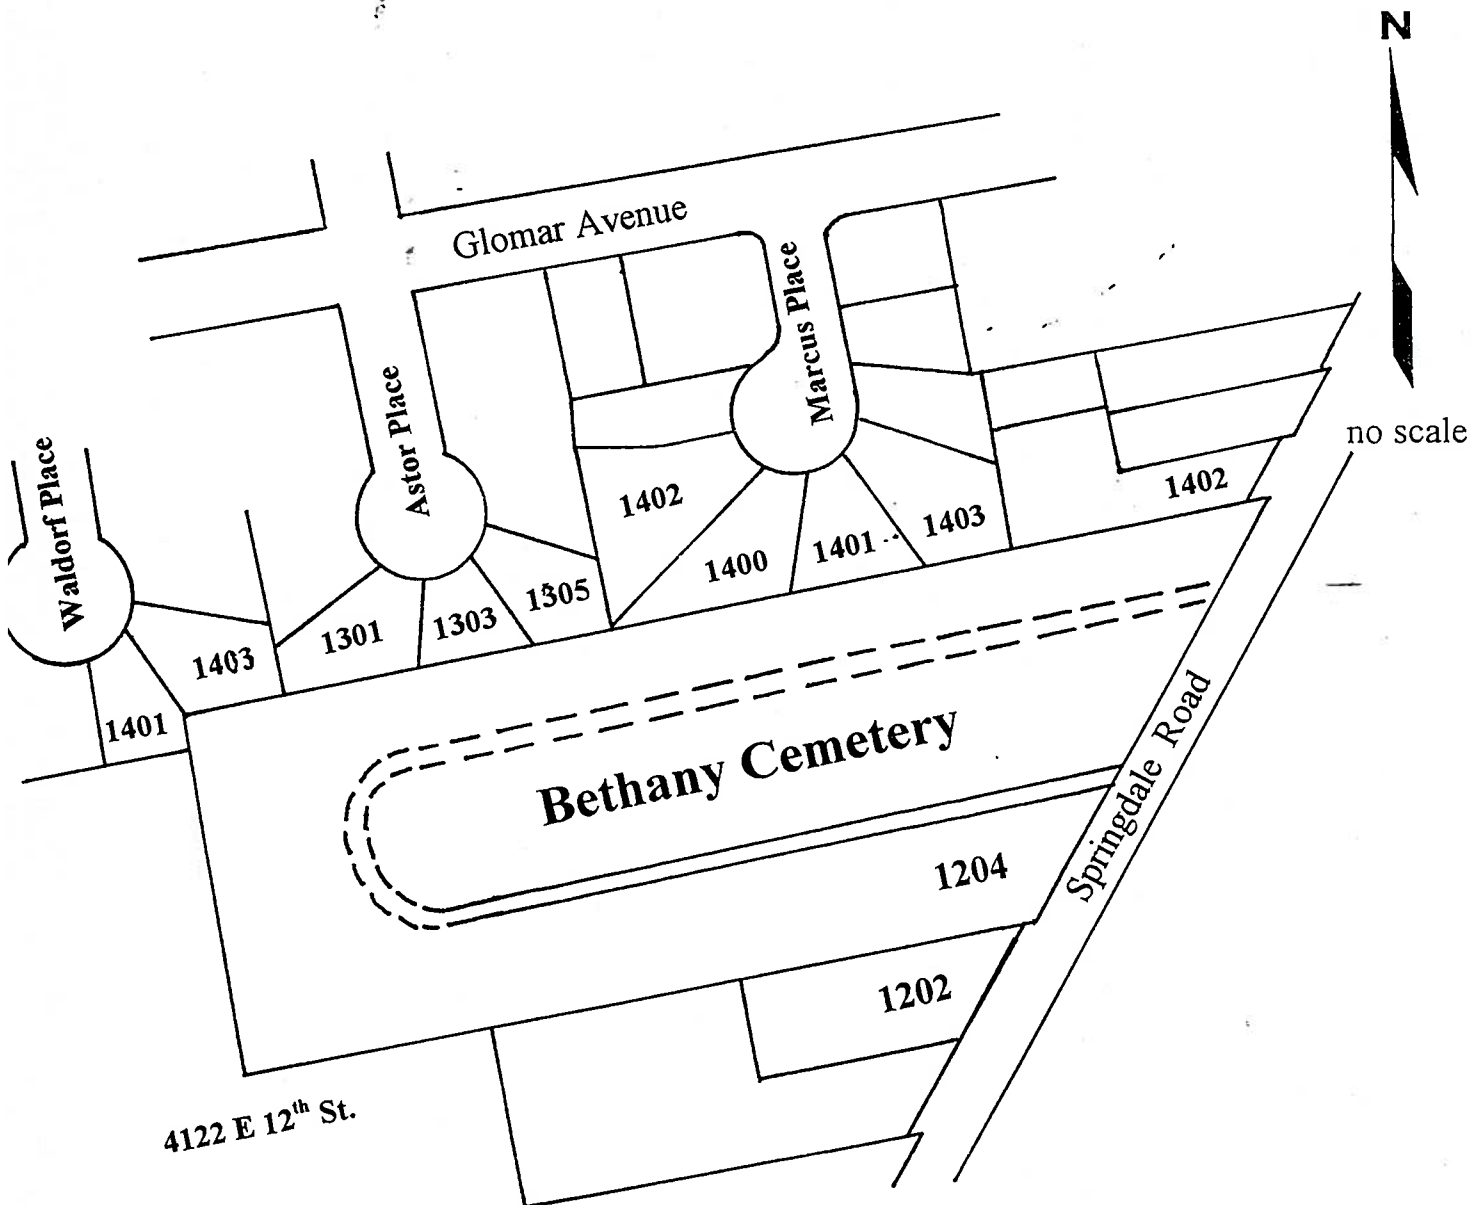 N
Glomar Avenue
Marcus Place
Astor Place
Waldorf Place
no scale
1402
1402
1403
1401
1400
1305
1303
1301
1403
1401
Springdale Road
Bethany Cemetery
1204
1202
4122 E 12th St.